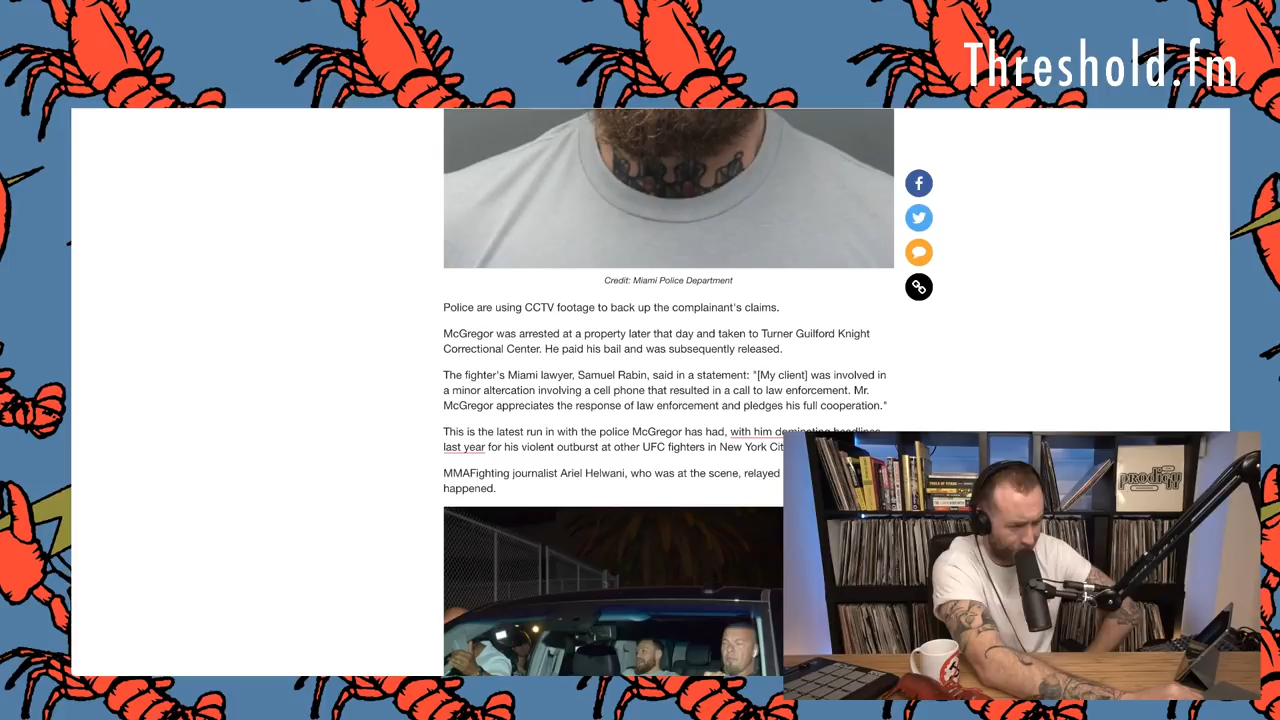 Threshold.fm
Credit: Miami Police Department
Police are using CCTV footage to back up the complainant's claims.
McGregor was arrested at a property later that day and taken to Turner Guilford Knight
Correctional Center. He paid his bail and was subsequently released.
The fighter's Miami lawyer, Samuel Rabin, said in a statement: "[My client] was involved in
a minor altercation involving a cell phone that resulted in a call to law enforcement. Mr.
McGregor appreciates the response of law enforcement and pledges his full cooperation."
This is the latest run in with the police McGregor has had, with him dominating headlines
last year for his violent outburst at other UFC fighters in New York Cit
MMAFighting journalist Ariel Helwani, who was at the scene, relayed
happened.
prodigy